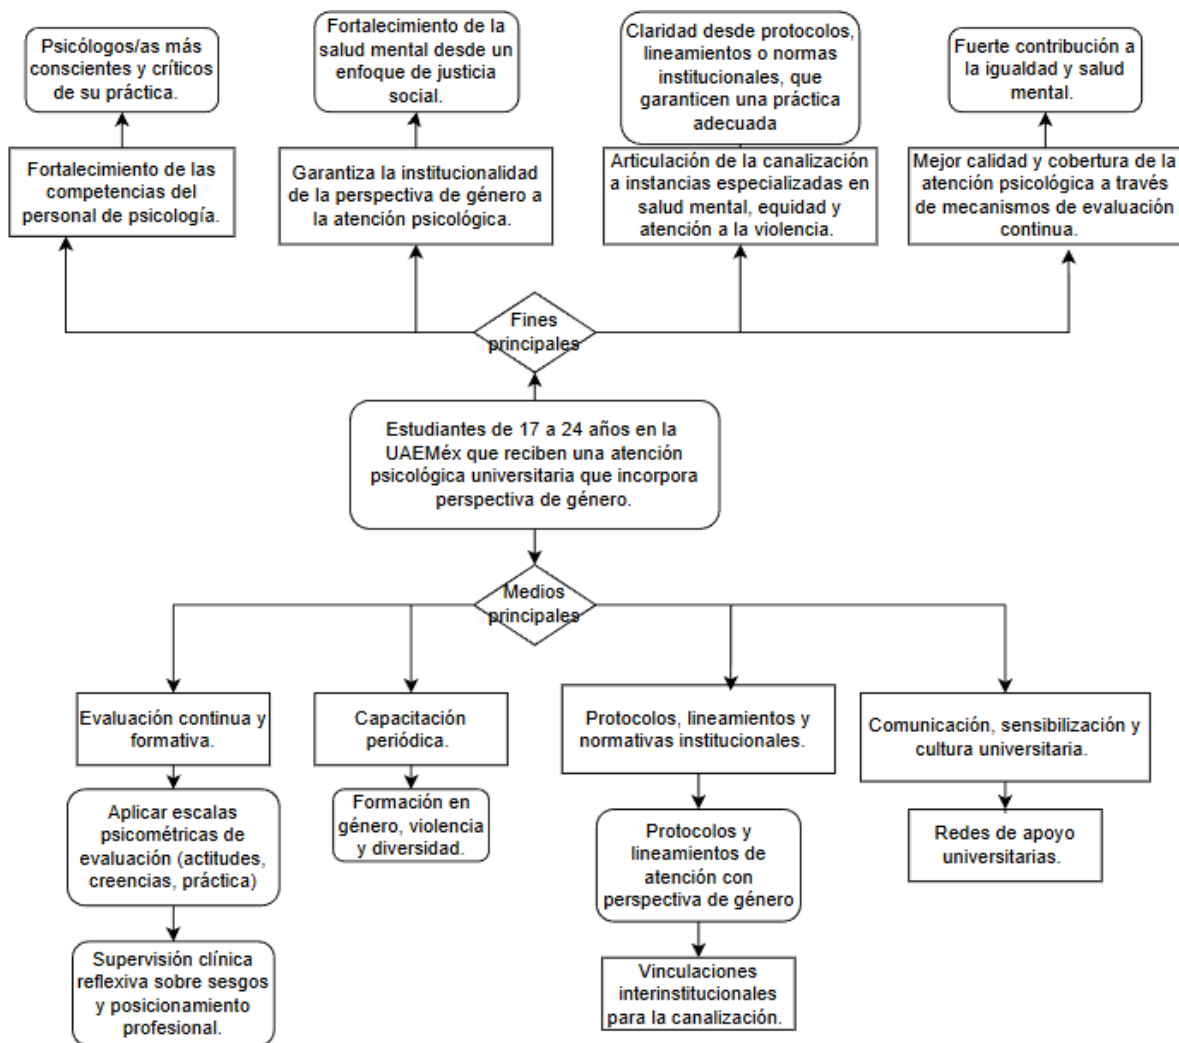 Psicólogos/as más
conscientes y críticos
de su práctica.
Fortalecimiento de la
salud mental desde un
enfoque de justicia
social.
Claridad desde protocolos,
lineamientos o normas
institucionales, que
garanticen una práctica
adecuada
Fuerte contribución a
la igualdad y salud
mental.
Fortalecimiento de las
competencias del
personal de psicología.
Garantiza la institucionalidad
de la perspectiva de género a
la atención psicológica.
Articulación de la canalización
a instancias especializadas en
salud mental, equidad y
atención a la violencia.
Mejor calidad y cobertura de la
atención psicológica a través
de mecanismos de evaluación
continua.
Fines
principales
Estudiantes de 17 a 24 años en la
UAEMéx que reciben una atención
psicológica universitaria que incorpora
perspectiva de género.
Medios
principales
Evaluación continua y
formativa.
Capacitación
periódica.
Protocolos, lineamientos y
normativas institucionales.
Comunicación, sensibilización y
cultura universitaria.
Aplicar escalas
psicométricas de
evaluación (actitudes,
creencias, práctica)
Formación en
género, violencia
y diversidad.
Protocolos y
lineamientos de
atención con
perspectiva de género
Redes de apoyo
universitarias.
Supervisión clínica
reflexiva sobre sesgos
y posicionamiento
profesional.
Vinculaciones
interinstitucionales
para la canalización.